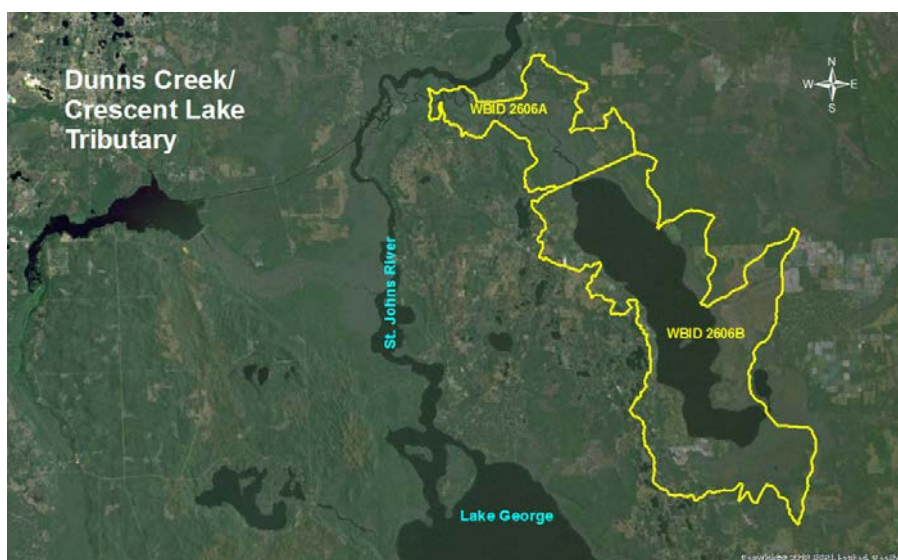 Dunns Creek/
Crescent Lake
Tributary
WBID 2606A
N
W E
S
St. Johns River
WBID 2606B
Lake George